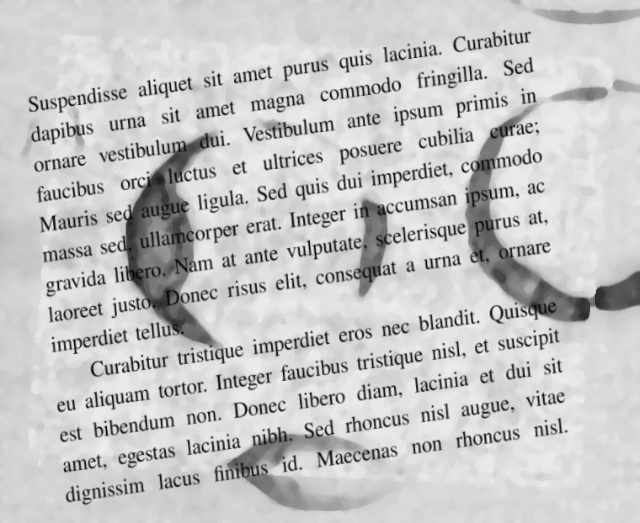 Suspendisse aliquet sit amet purus quis lacinia. Curabitur
dapibus urna sit amet magna commodo fringilla. Sed
ornare vestibulum dui. Vestibulum ante ipsum primis in
faucibus orci luctus et ultrices posuere cubilia curae;
Mauris sed augue ligula. Sed quis dui imperdiet, commodo
massa sed, ullamcorper erat. Integer in accumsan ipsum, ac
gravida libero. Nam at ante vulputate, scelerisque purus at,
laoreet justo. Donec risus elit, consequat a urna et, ornare
imperdiet tellus.
Curabitur tristique imperdiet eros nec blandit. Quisque
eu aliquam tortor. Integer faucibus tristique nisl, et suscipit
est bibendum non. Donec libero diam, lacinia et dui sit
amet, egestas lacinia nibh. Sed rhoncus nisl augue, vitae
dignissim lacus finibus id. Maecenas non rhoncus nisl.